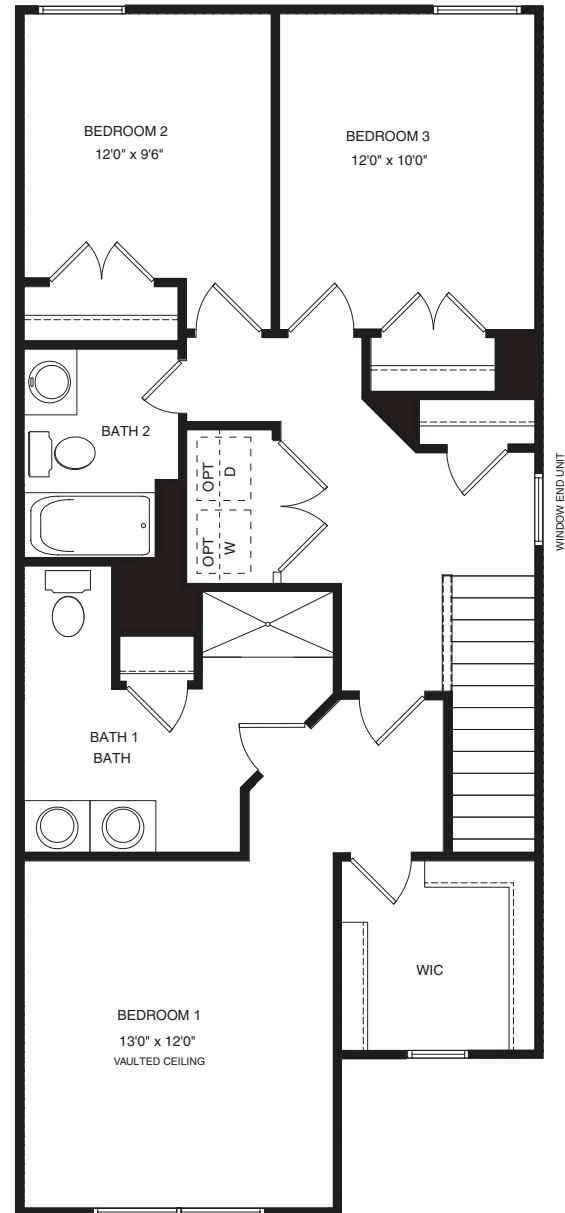 BEDROOM 2
12'0" x 9'6"
BEDROOM 3
12'0" x 10'0"
BATH 2
OPT D
OPT W
WINDOW END UNIT
BATH 1
BATH
WIC
BEDROOM 1
13'0" x 12'0"
VAULTED CEILING